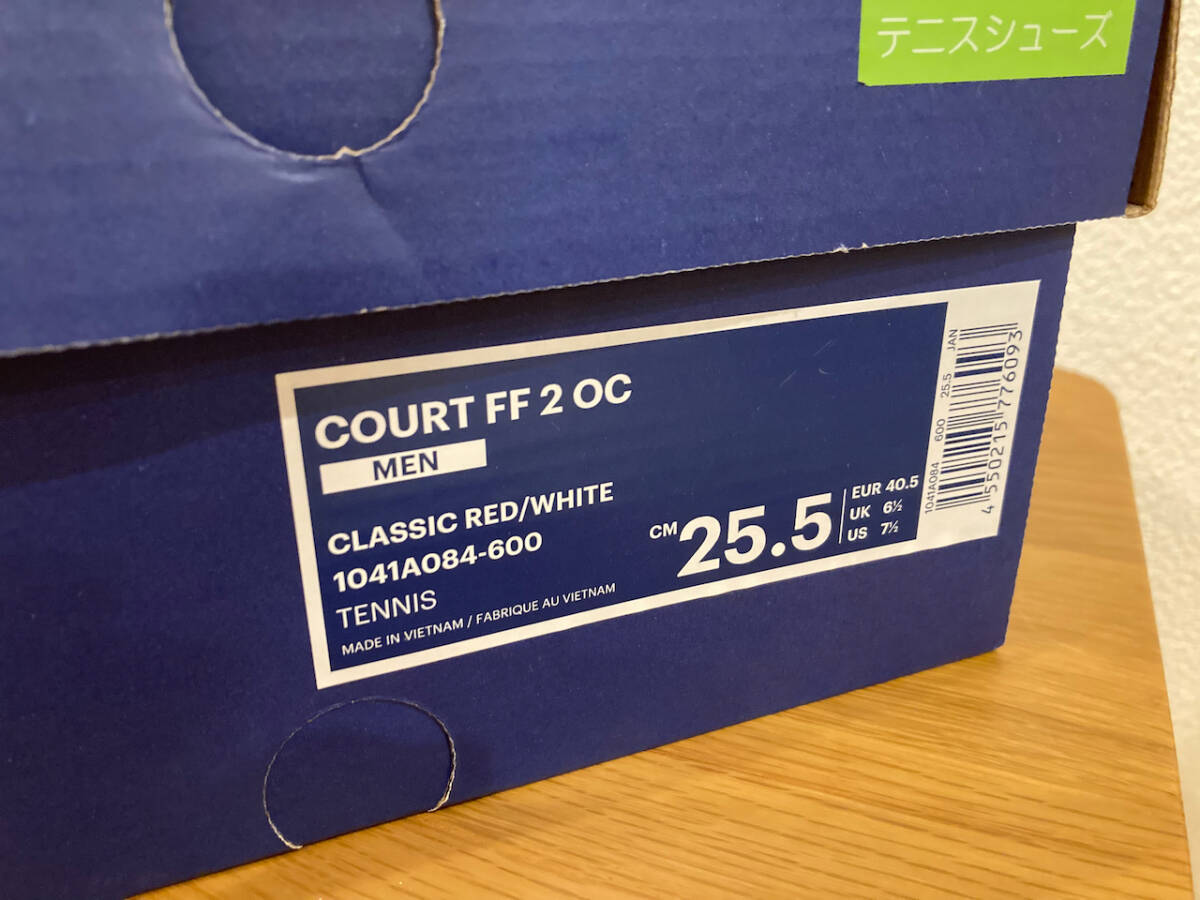 テニスシューズ
COURT FF 2 OC
MEN
CLASSIC RED/WHITE
1041A084-600
TENNIS
MADE IN VIETNAM / FABRIQUE AU VIETNAM
CM 25.5
EUR 40.5
UK 6½
US 7½
1041A084 600 25.5 JAN
4550215776093